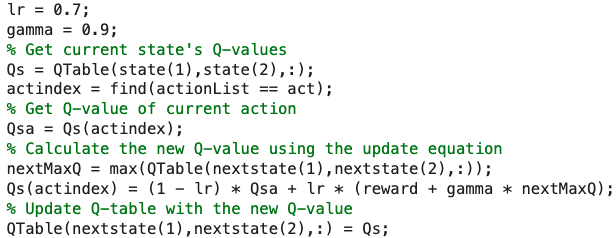 lr = 0.7;
gamma = 0.9;
% Get current state's Q-values
Qs = QTable(state(1),state(2),:);
actindex = find(actionList == act);
% Get Q-value of current action
Qsa = Qs(actindex);
% Calculate the new Q-value using the update equation
nextMaxQ = max(QTable(nextstate(1),nextstate(2),:));
Qs(actindex) = (1 - lr) * Qsa + lr * (reward + gamma * nextMaxQ);
% Update Q-table with the new Q-value
QTable(nextstate(1),nextstate(2),:) = Qs;